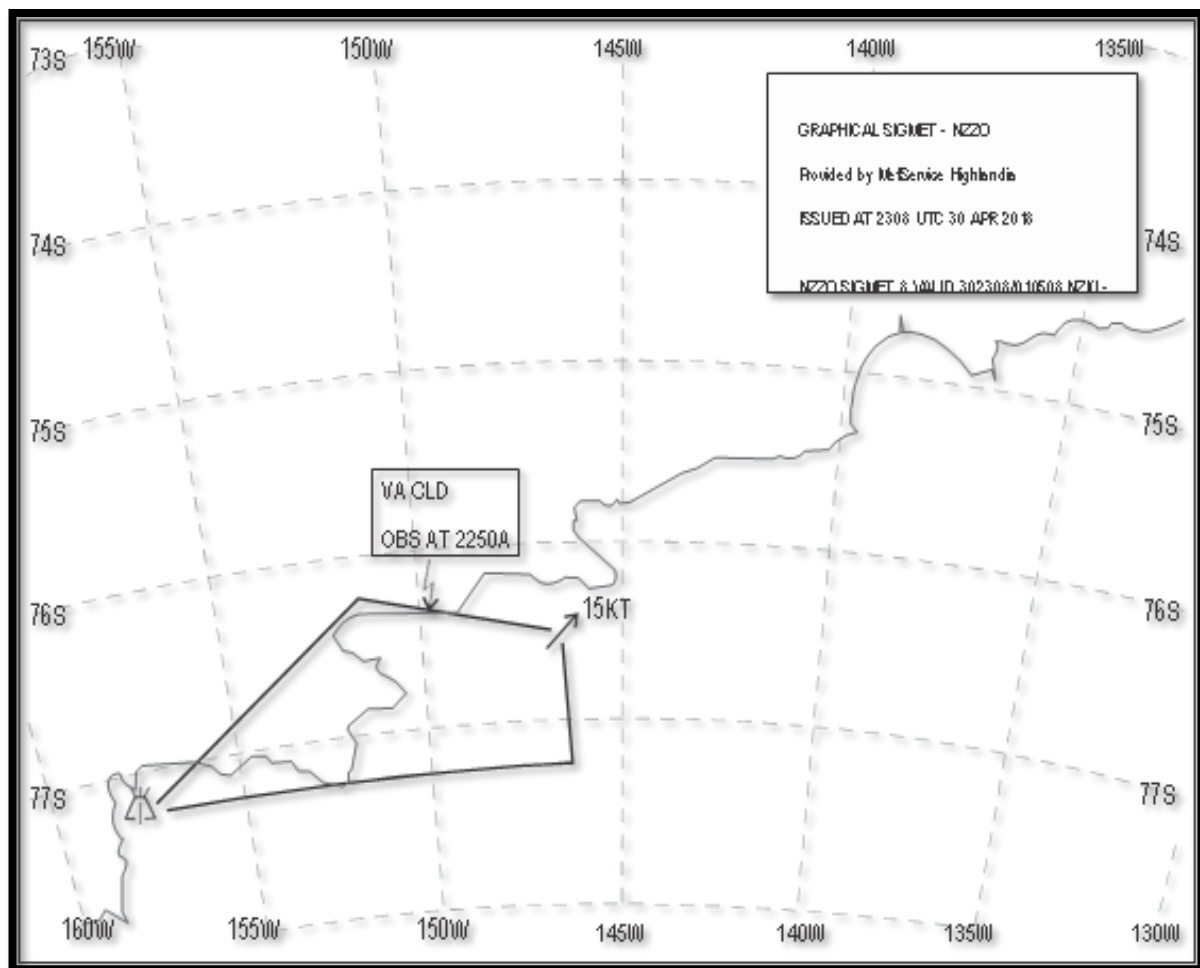 155W 150W 145W 140W 135W
73S
GRAPHICAL SIGMET - NZZO
Provided by MetService Highlandia
ISSUED AT 2308 UTC 30 APR 2018
NZZO SIGMET 8 VALID 302308/010508 NZKL-
74S 74S
75S 75S
VA CLD
OBS AT 2250A
15KT
76S 76S
77S 77S
160W 155W 150W 145W 140W 135W 130W